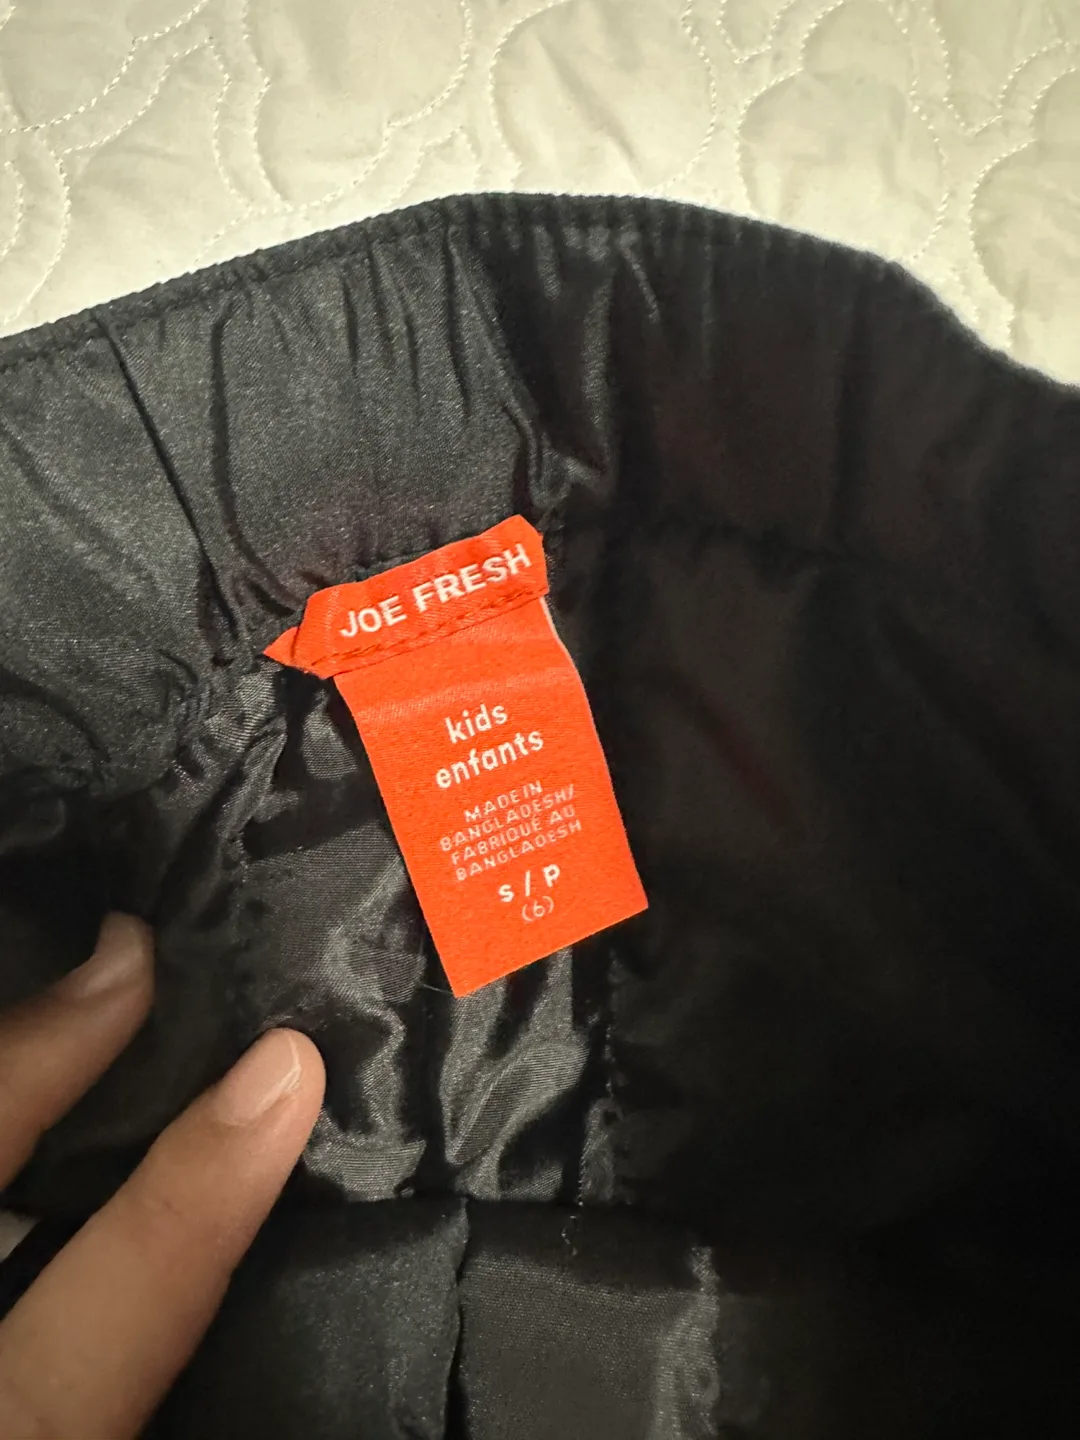 JOE FRESH
kids
enfants
MADE IN
BANGLADESH/
FABRIQUÉ AU
BANGLADESH
S / P
(6)